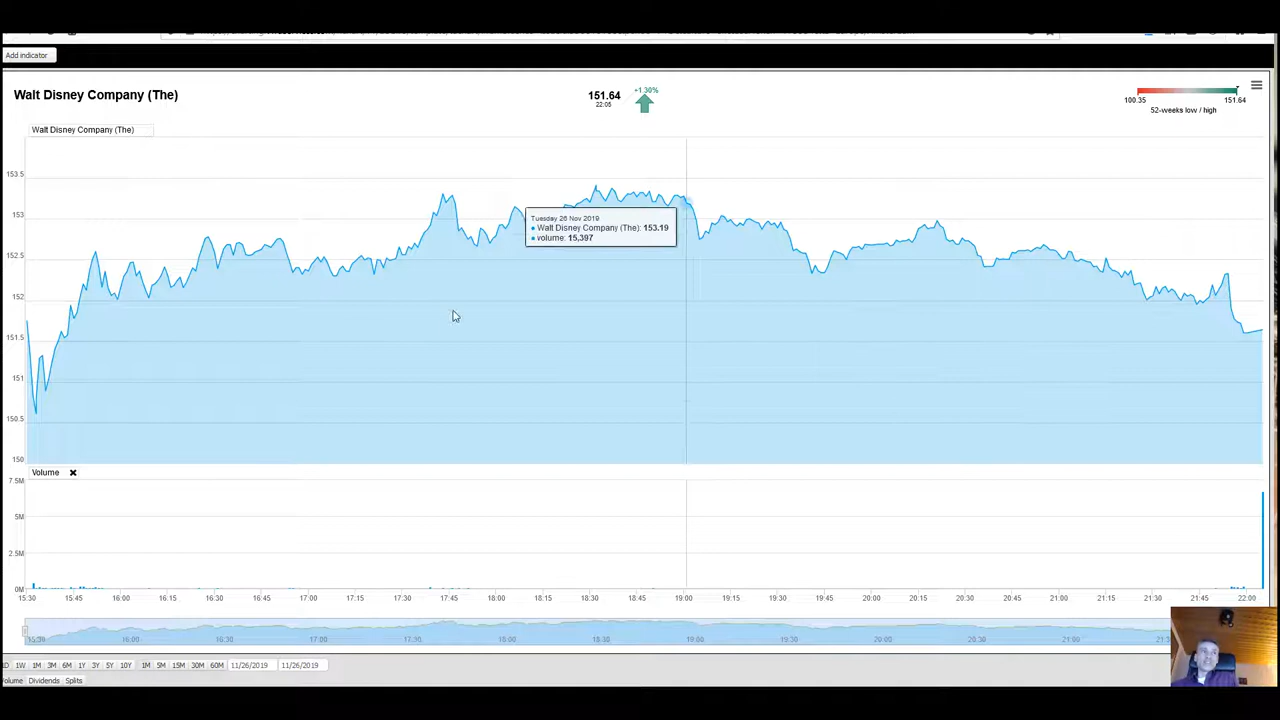 Add indicator
Walt Disney Company (The)
151.64
22:05
+1.30%
100.35
151.64
52-weeks low / high
Walt Disney Company (The)
153.5
153
152.5
152
151.5
151
150.5
150
Tuesday 26 Nov 2019
Walt Disney Company (The): 153.19
volume: 15,397
Volume
7.5M
5M
2.5M
0M
15:30 15:45 16:00 16:15 16:30 16:45 17:00 17:15 17:30 17:45 18:00 18:15 18:30 18:45 19:00 19:15 19:30 19:45 20:00 20:15 20:30 20:45 21:00 21:15 21:30 21:45 22:00
15:30 16:00 16:30 17:00 17:30 18:00 18:30 19:00 19:30 20:00 20:30 21:00
1W 1M 3M 6M 1Y 3Y 5Y 10Y 1M 5M 15M 30M 60M 11/26/2019 11/26/2019
Dividends Splits